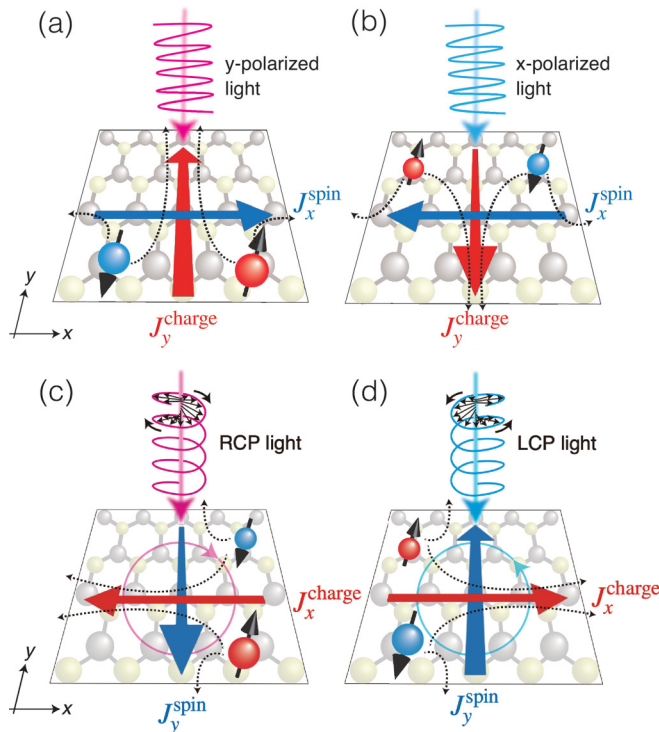 (a)
y-polarized
light
J_x^spin
J_y^charge
y
x
(b)
x-polarized
light
J_x^spin
J_y^charge
y
x
(c)
RCP light
J_x^charge
J_y^spin
y
x
(d)
LCP light
J_x^charge
J_y^spin